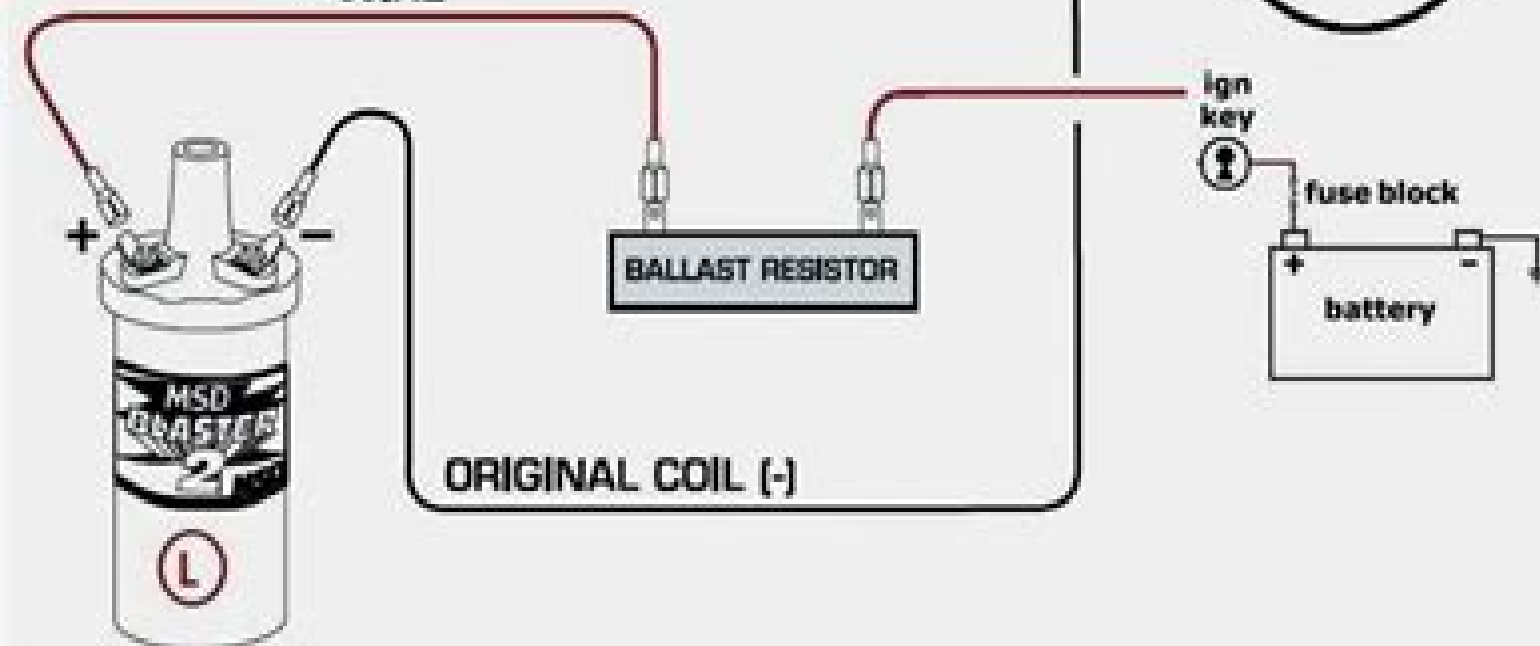 ign
key
fuse block
+
-
battery
+
-
BALLAST RESISTOR
MSD
BLASTER
2
ORIGINAL COIL (-)
L